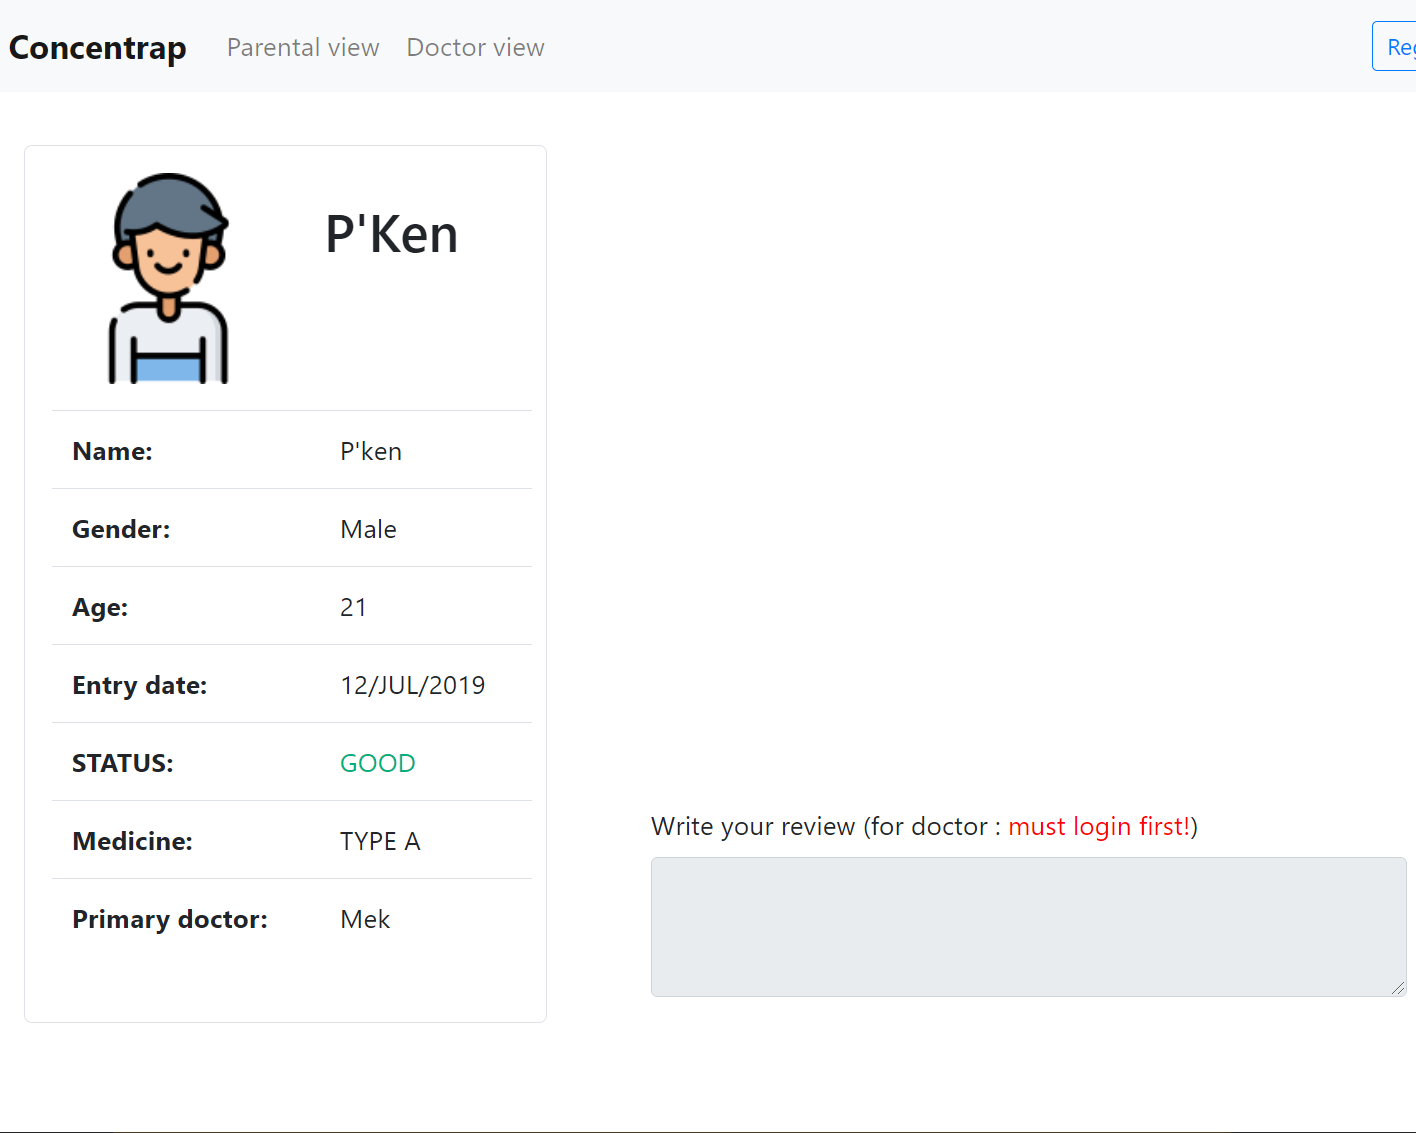 Concentrap Parental view Doctor view Reg
P'Ken
Name: P'ken
Gender: Male
Age: 21
Entry date: 12/JUL/2019
STATUS: GOOD
Medicine: TYPE A
Primary doctor: Mek
Write your review (for doctor : must login first!)